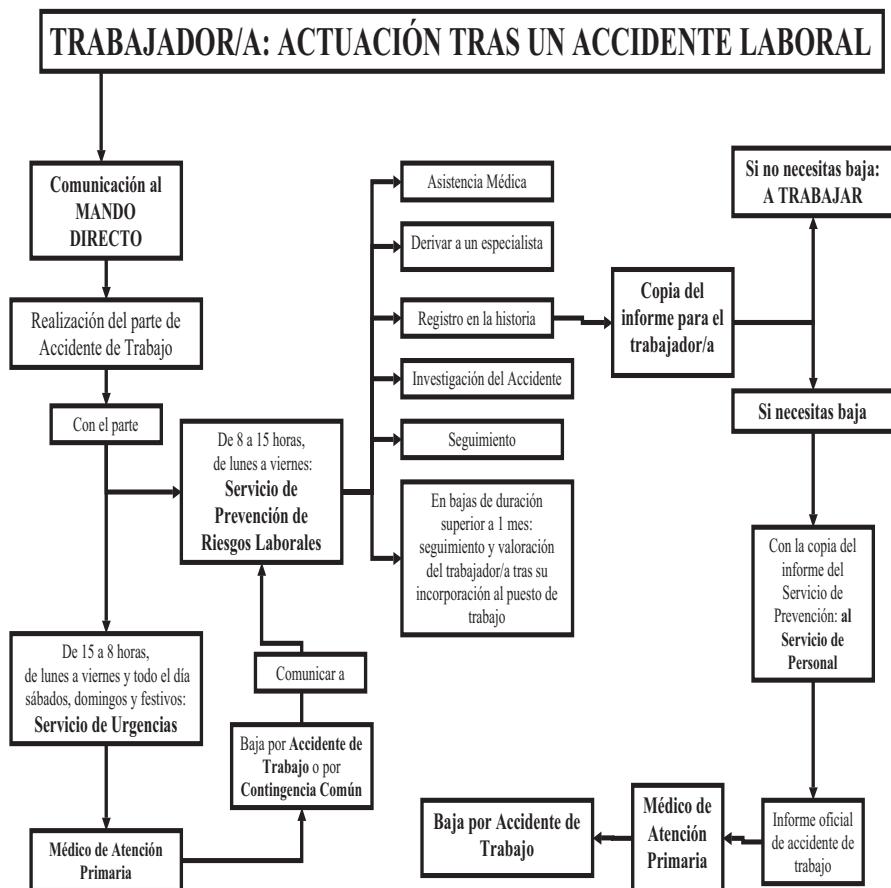 TRABAJADOR/A: ACTUACIÓN TRAS UN ACCIDENTE LABORAL
Comunicación al
MANDO
DIRECTO
Realización del parte de
Accidente de Trabajo
Con el parte
De 8 a 15 horas,
de lunes a viernes:
Servicio de
Prevención de
Riesgos Laborales
De 15 a 8 horas,
de lunes a viernes y todo el día
sábados, domingos y festivos:
Servicio de Urgencias
Médico de Atención
Primaria
Baja por Accidente de
Trabajo o por
Contingencia Común
Comunicar a
Asistencia Médica
Derivar a un especialista
Registro en la historia
Investigación del Accidente
Seguimiento
En bajas de duración
superior a 1 mes:
seguimiento y valoración
del trabajador/a tras su
incorporación al puesto de
trabajo
Copia del
informe para el
trabajador/a
Si no necesitas baja:
A TRABAJAR
Si necesitas baja
Con la copia del
informe del
Servicio de
Prevención: al
Servicio de
Personal
Informe oficial
de accidente de
trabajo
Médico de
Atención
Primaria
Baja por Accidente de
Trabajo